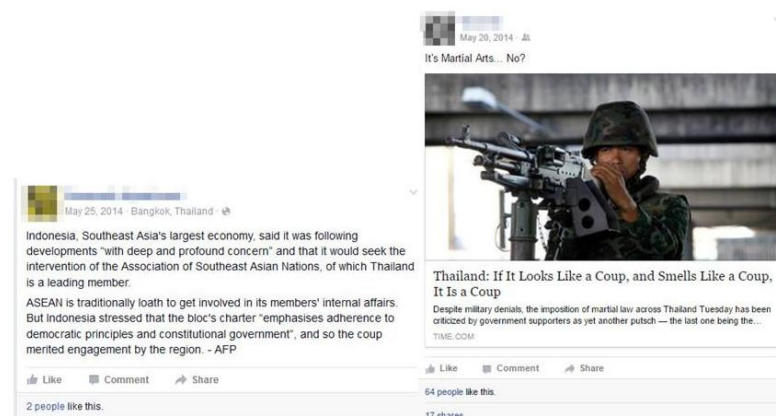 May 25, 2014 · Bangkok, Thailand ·
Indonesia, Southeast Asia's largest economy, said it was following
developments "with deep and profound concern" and that it would seek the
intervention of the Association of Southeast Asian Nations, of which Thailand
is a leading member.
ASEAN is traditionally loath to get involved in its members' internal affairs.
But Indonesia stressed that the bloc's charter "emphasises adherence to
democratic principles and constitutional government", and so the coup
merited engagement by the region. - AFP
Like Comment Share
2 people like this.
May 20, 2014 ·
It's Martial Arts... No?
Thailand: If It Looks Like a Coup, and Smells Like a Coup,
It Is a Coup
Despite military denials, the imposition of martial law across Thailand Tuesday has been
criticized by government supporters as yet another putsch — the last one being the...
TIME.COM
Like Comment Share
64 people like this.
17 shares